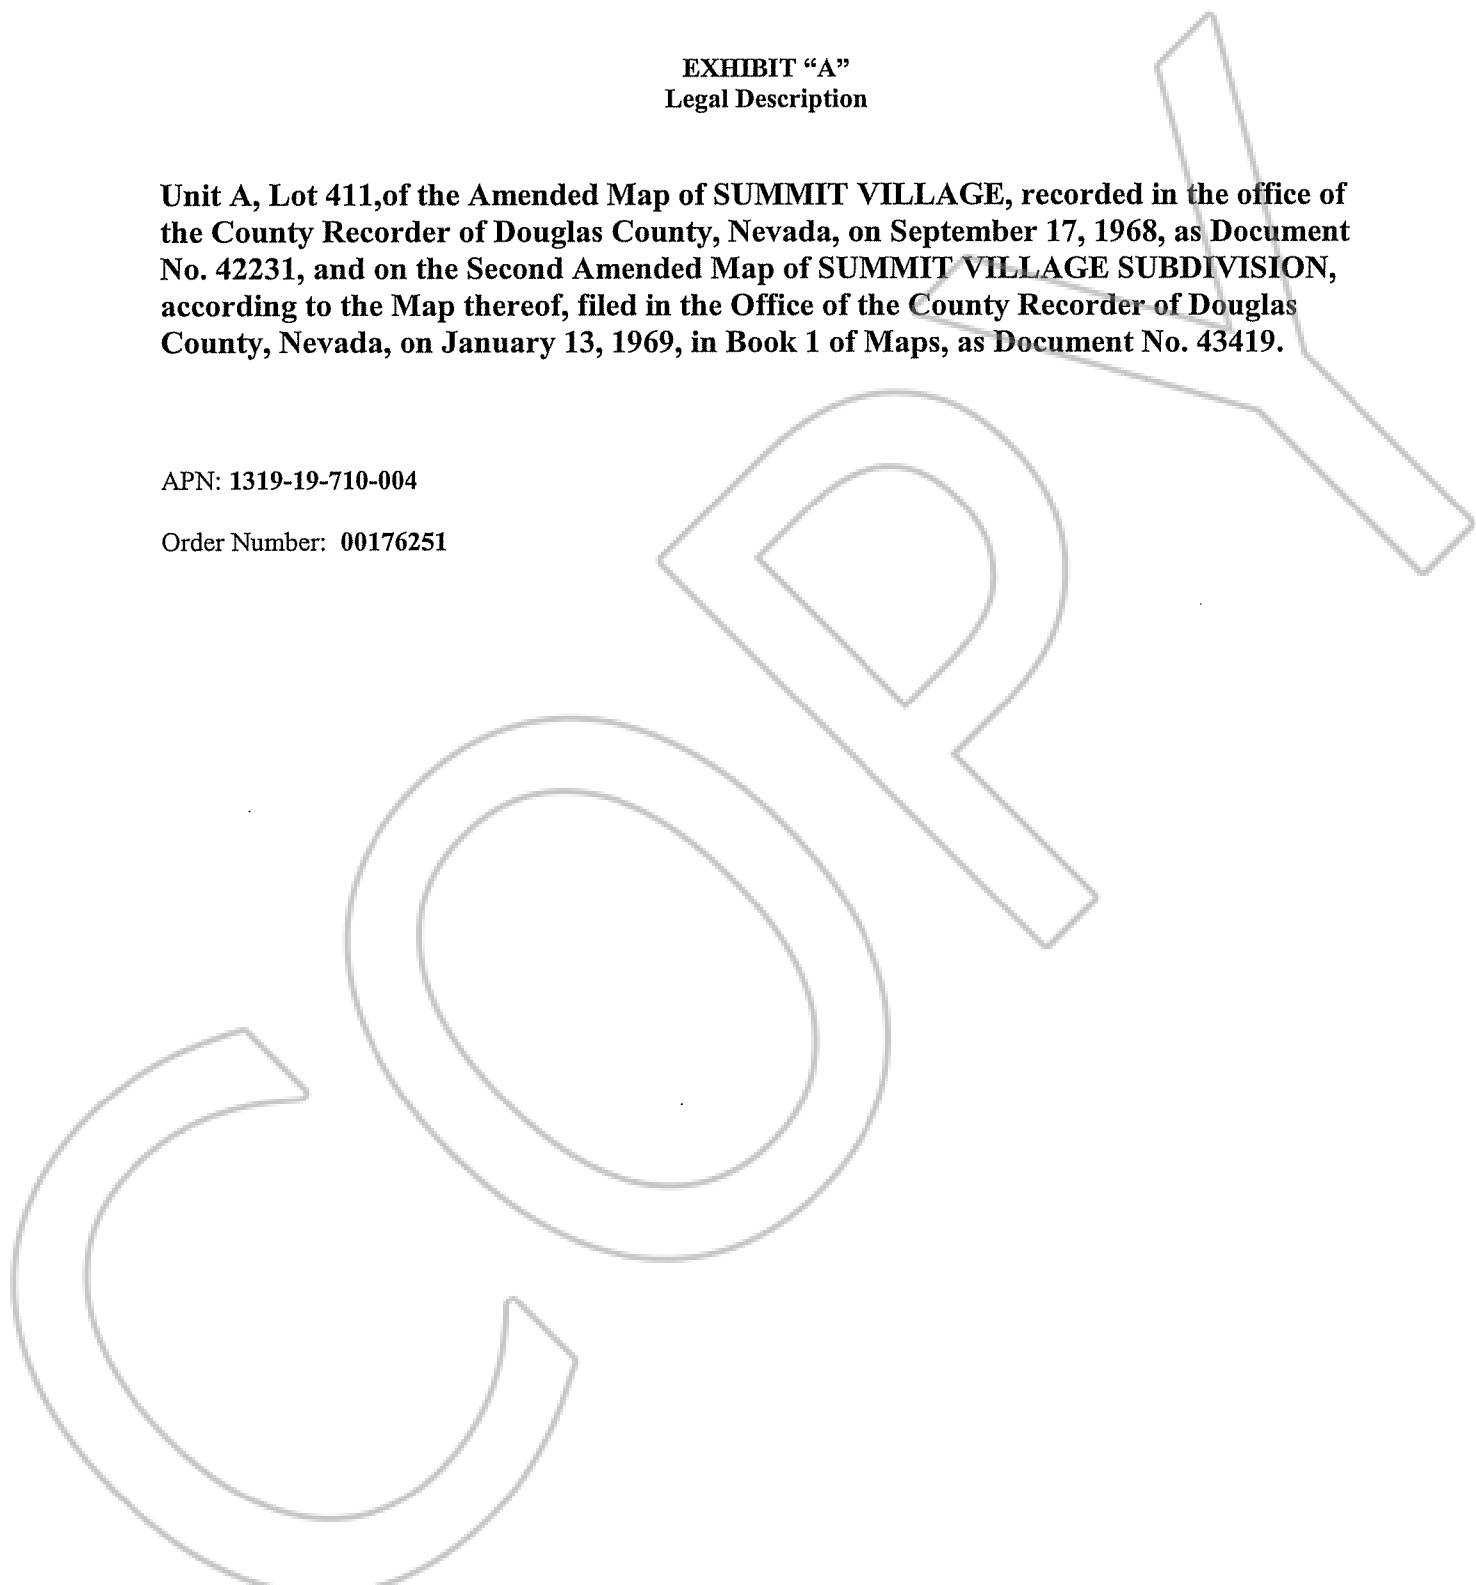 EXHIBIT “A”
Legal Description
Unit A, Lot 411,of the Amended Map of SUMMIT VILLAGE, recorded in the office of
the County Recorder of Douglas County, Nevada, on September 17, 1968, as Document
No. 42231, and on the Second Amended Map of SUMMIT VILLAGE SUBDIVISION,
according to the Map thereof, filed in the Office of the County Recorder of Douglas
County, Nevada, on January 13, 1969, in Book 1 of Maps, as Document No. 43419.
APN: 1319-19-710-004
Order Number: 00176251
COPY